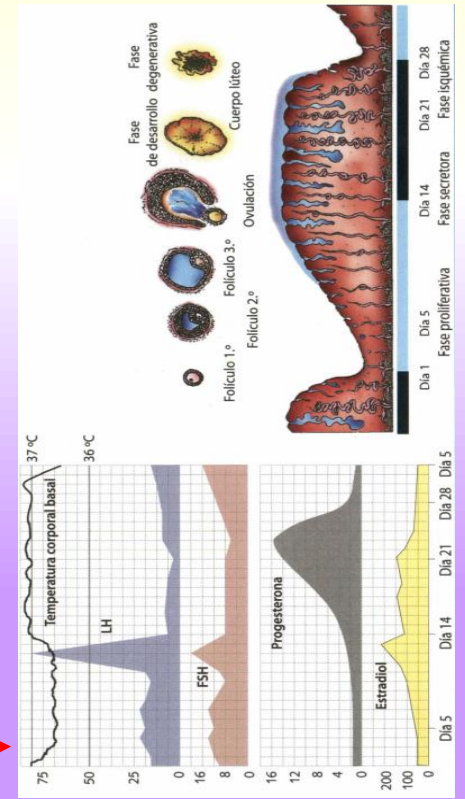 37 ºC
36 ºC
Temperatura corporal basal
75
50
25
0
LH
16
8
0
FSH
16
12
8
4
0
Progesterona
200
100
0
Estradiol
Día 5
Día 14
Día 21
Día 28
Día 5
Folículo 1.º
Folículo 2.º
Folículo 3.º
Ovulación
Fase
de desarrollo
Fase
degenerativa
Cuerpo lúteo
Día 1
Día 5
Día 14
Día 21
Día 28
Fase proliferativa
Fase secretora
Fase isquémica